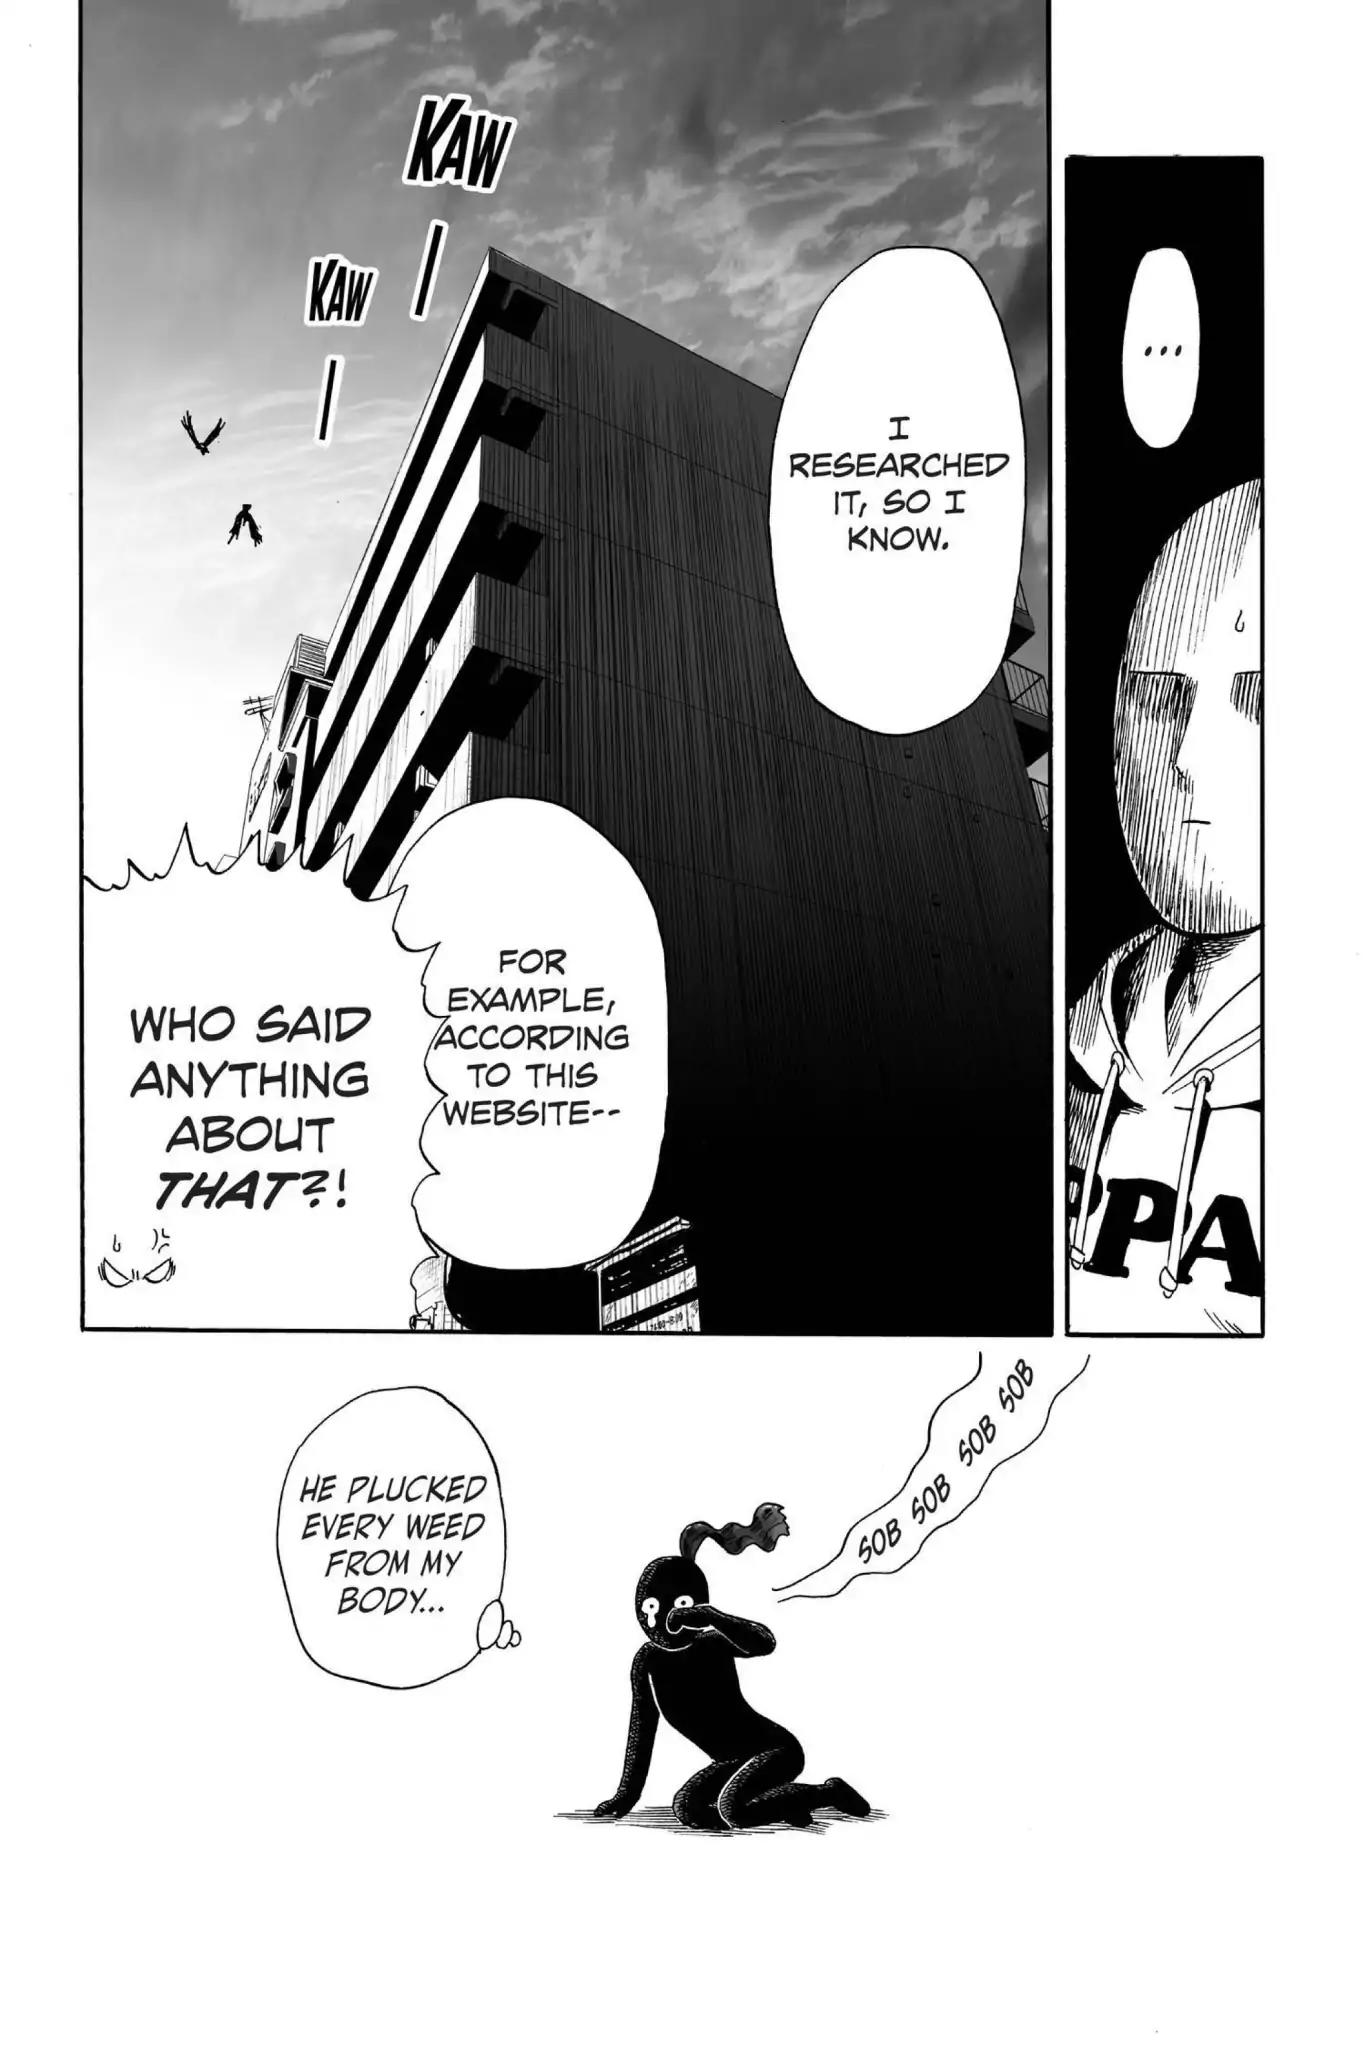 ...
PPA
KAW
KAW
I
RESEARCHED
IT, SO I
KNOW.
FOR
EXAMPLE,
ACCORDING
TO THIS
WEBSITE--
WHO SAID
ANYTHING
ABOUT
THAT?!
SOB SOB SOB SOB
HE PLUCKED
EVERY WEED
FROM MY
BODY...